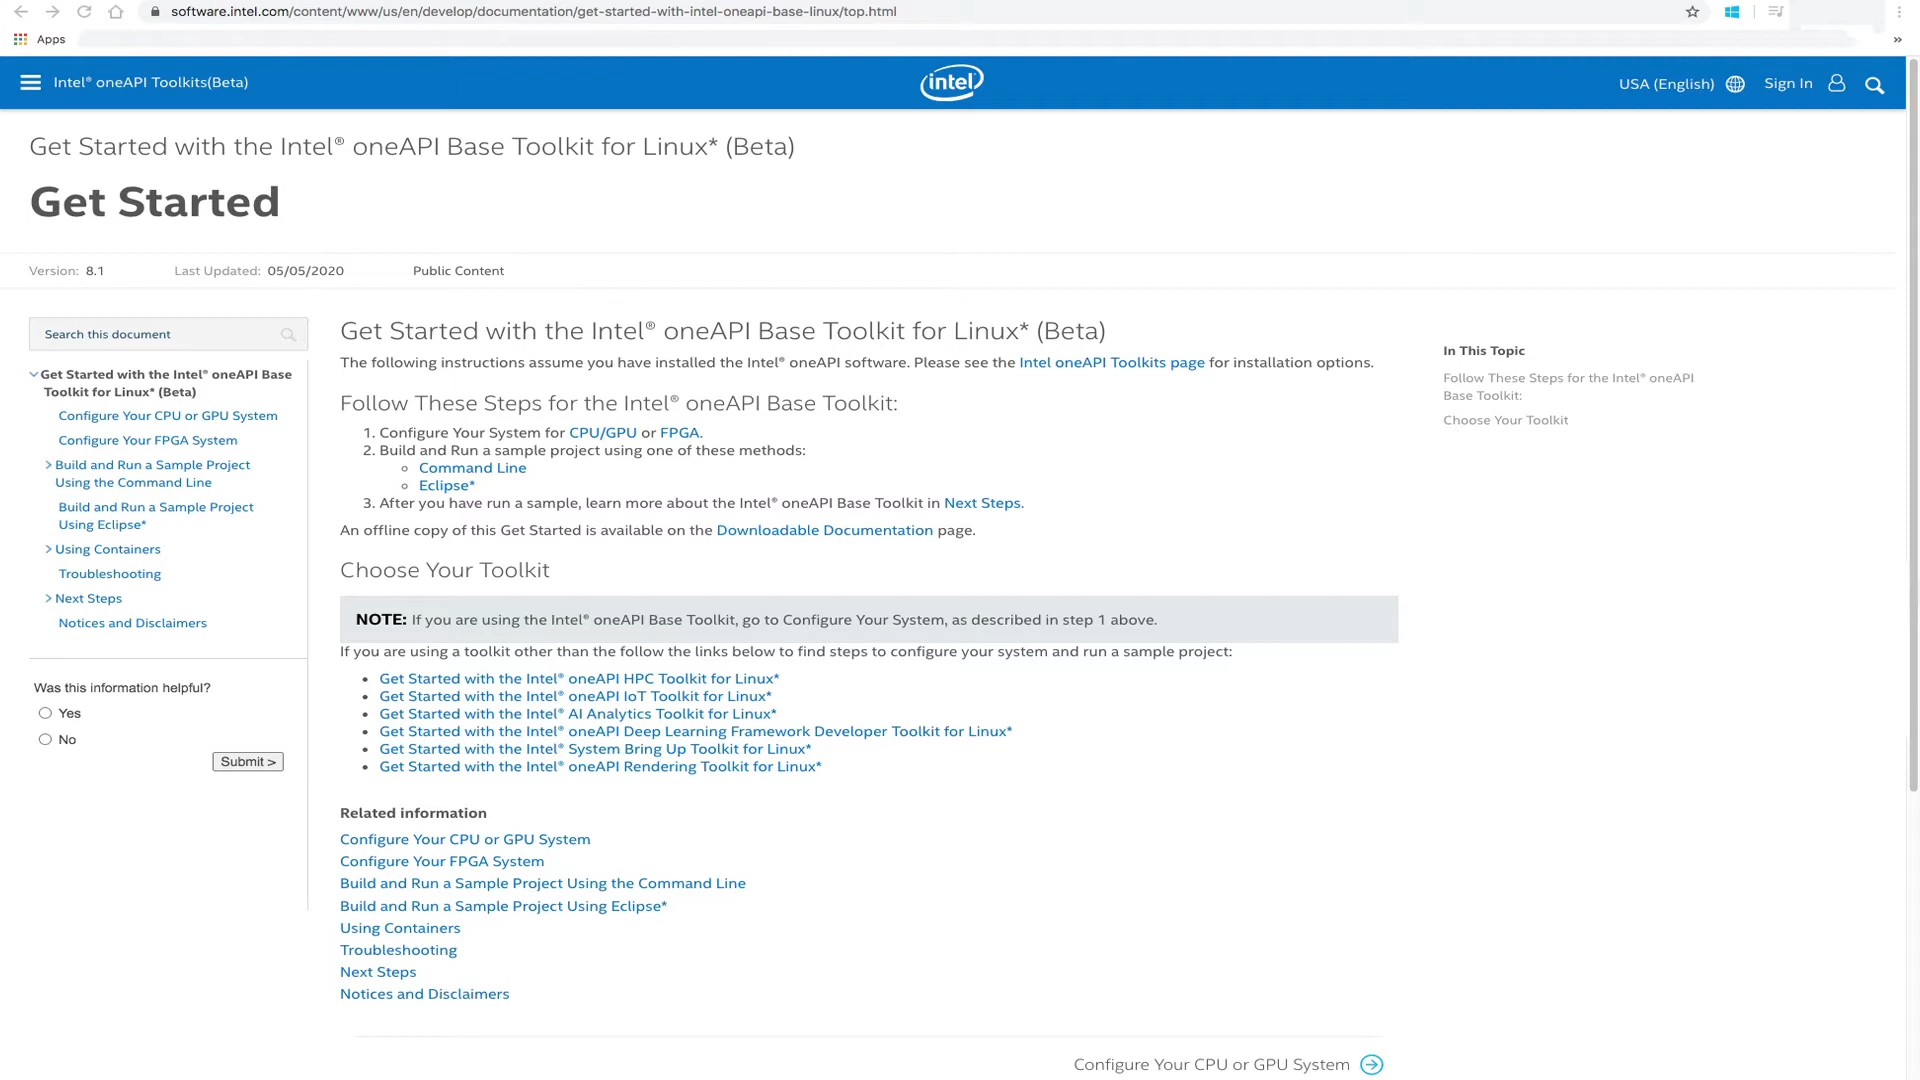 software.intel.com/content/www/us/en/develop/documentation/get-started-with-intel-oneapi-base-linux/top.html
Apps
»
Intel® oneAPI Toolkits(Beta)
intel
USA (English)
Sign In
Get Started with the Intel® oneAPI Base Toolkit for Linux* (Beta)
Get Started
Version: 8.1
Last Updated: 05/05/2020
Public Content
Search this document
Get Started with the Intel® oneAPI Base
Toolkit for Linux* (Beta)
Configure Your CPU or GPU System
Configure Your FPGA System
Build and Run a Sample Project
Using the Command Line
Build and Run a Sample Project
Using Eclipse*
Using Containers
Troubleshooting
Next Steps
Notices and Disclaimers
Was this information helpful?
Yes
No
Submit >
Get Started with the Intel® oneAPI Base Toolkit for Linux* (Beta)
The following instructions assume you have installed the Intel® oneAPI software. Please see the Intel oneAPI Toolkits page for installation options.
Follow These Steps for the Intel® oneAPI Base Toolkit:
1. Configure Your System for CPU/GPU or FPGA.
2. Build and Run a sample project using one of these methods:
Command Line
Eclipse*
3. After you have run a sample, learn more about the Intel® oneAPI Base Toolkit in Next Steps.
An offline copy of this Get Started is available on the Downloadable Documentation page.
Choose Your Toolkit
NOTE: If you are using the Intel® oneAPI Base Toolkit, go to Configure Your System, as described in step 1 above.
If you are using a toolkit other than the follow the links below to find steps to configure your system and run a sample project:
Get Started with the Intel® oneAPI HPC Toolkit for Linux*
Get Started with the Intel® oneAPI IoT Toolkit for Linux*
Get Started with the Intel® AI Analytics Toolkit for Linux*
Get Started with the Intel® oneAPI Deep Learning Framework Developer Toolkit for Linux*
Get Started with the Intel® System Bring Up Toolkit for Linux*
Get Started with the Intel® oneAPI Rendering Toolkit for Linux*
Related information
Configure Your CPU or GPU System
Configure Your FPGA System
Build and Run a Sample Project Using the Command Line
Build and Run a Sample Project Using Eclipse*
Using Containers
Troubleshooting
Next Steps
Notices and Disclaimers
Configure Your CPU or GPU System
In This Topic
Follow These Steps for the Intel® oneAPI
Base Toolkit:
Choose Your Toolkit